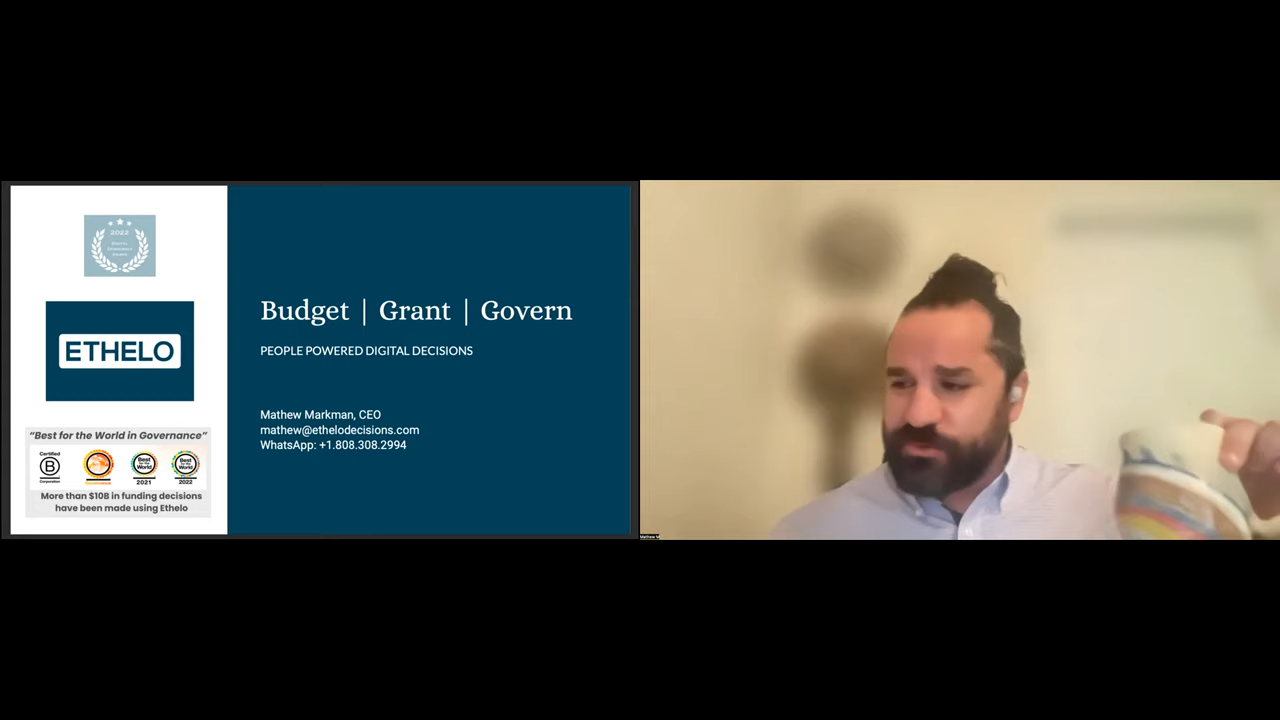 2022
ETHELO
“Best for the World in Governance”
Certified
B
Corporation
Best
for the
World
2021
Best
for the
World
2022
More than $10B in funding decisions
have been made using Ethelo
Budget | Grant | Govern
PEOPLE POWERED DIGITAL DECISIONS
Mathew Markman, CEO
mathew@ethelodecisions.com
WhatsApp: +1.808.308.2994
Mathew M